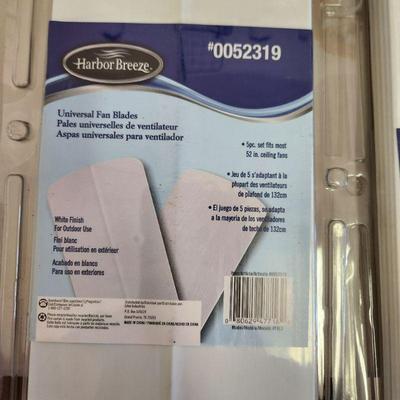 Harbor Breeze
#0052319
Universal Fan Blades
Pales universelles de ventilateur
Aspas universales para ventilador
• 5pc. set fits most
52 in. ceiling fans
• Jeu de 5 s'adaptant à la
plupart des ventilateurs
de plafond de 132cm
• El juego de 5 piezas, se adapta
a la mayoría de los ventiladores
de techo de 132cm
White Finish
For Outdoor Use
Fini blanc
Pour utilisation en extérieur
Acabado en blanco
Para uso en exteriores